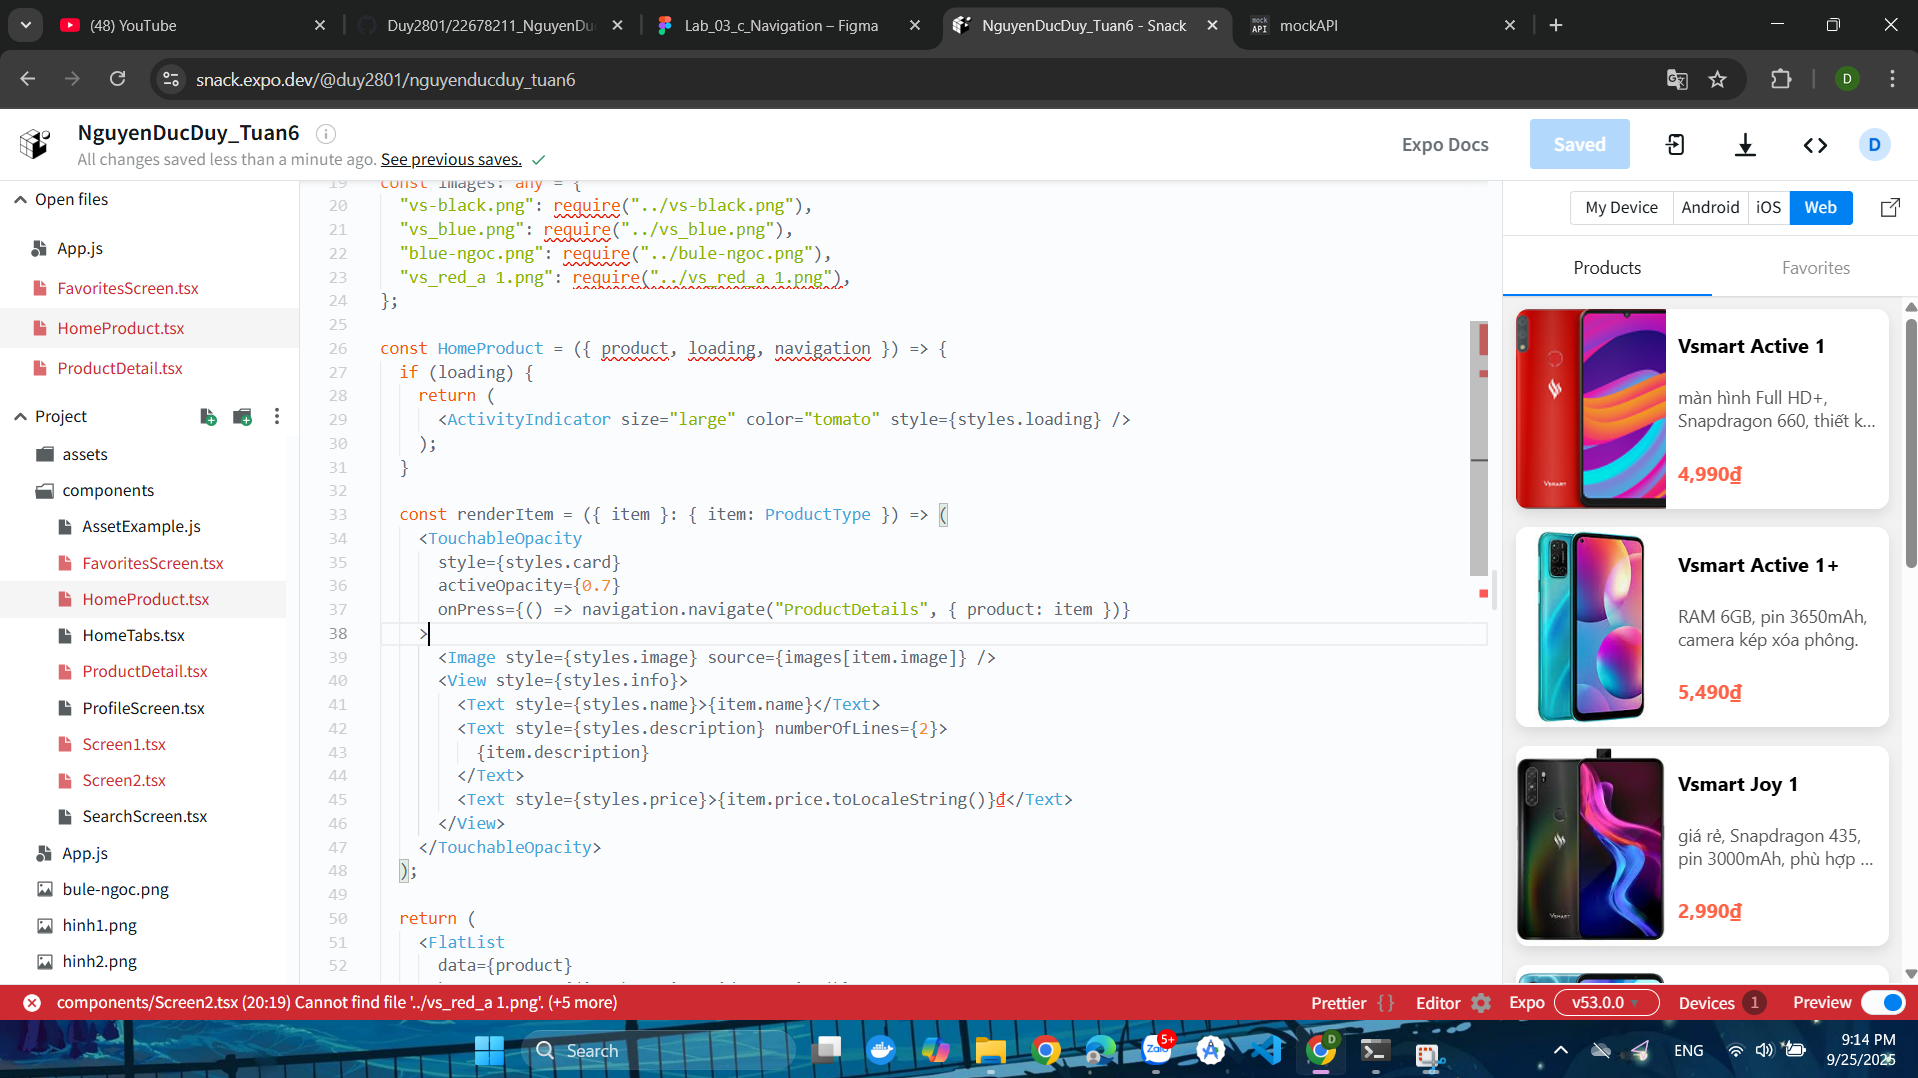 (48) YouTube
Duy2801/22678211_NguyenDu
Lab_03_c_Navigation – Figma
NguyenDucDuy_Tuan6 - Snack
mock API
mockAPI
snack.expo.dev/@duy2801/nguyenducduy_tuan6
D
NguyenDucDuy_Tuan6
All changes saved less than a minute ago. See previous saves.
Expo Docs
Saved
D
Open files
App.js
FavoritesScreen.tsx
HomeProduct.tsx
ProductDetail.tsx
Project
assets
components
AssetExample.js
FavoritesScreen.tsx
HomeProduct.tsx
HomeTabs.tsx
ProductDetail.tsx
ProfileScreen.tsx
Screen1.tsx
Screen2.tsx
SearchScreen.tsx
App.js
bule-ngoc.png
hinh1.png
hinh2.png
19 const images: any = {
20 "vs-black.png": require("../vs-black.png"),
21 "vs_blue.png": require("../vs_blue.png"),
22 "blue-ngoc.png": require("../bule-ngoc.png"),
23 "vs_red_a 1.png": require("../vs_red_a 1.png"),
24 };
25
26 const HomeProduct = ({ product, loading, navigation }) => {
27 if (loading) {
28 return (
29 <ActivityIndicator size="large" color="tomato" style={styles.loading} />
30 );
31 }
32
33 const renderItem = ({ item }: { item: ProductType }) => (
34 <TouchableOpacity
35 style={styles.card}
36 activeOpacity={0.7}
37 onPress={() => navigation.navigate("ProductDetails", { product: item })}
38 >
39 <Image style={styles.image} source={images[item.image]} />
40 <View style={styles.info}>
41 <Text style={styles.name}>{item.name}</Text>
42 <Text style={styles.description} numberOfLines={2}>
43 {item.description}
44 </Text>
45 <Text style={styles.price}>{item.price.toLocaleString()}₫</Text>
46 </View>
47 </TouchableOpacity>
48 );
49
50 return (
51 <FlatList
52 data={product}
My Device
Android
iOS
Web
Products
Favorites
Vsmart Active 1
màn hình Full HD+,
Snapdragon 660, thiết k...
4,990₫
Vsmart Active 1+
RAM 6GB, pin 3650mAh,
camera kép xóa phông.
5,490₫
Vsmart Joy 1
giá rẻ, Snapdragon 435,
pin 3000mAh, phù hợp ...
2,990₫
components/Screen2.tsx (20:19) Cannot find file '../vs_red_a 1.png'. (+5 more)
Prettier { }
Editor
Expo
v53.0.0
Devices 1
Preview
Search
Zalo
5+
D
ENG
9:14 PM
9/25/2025